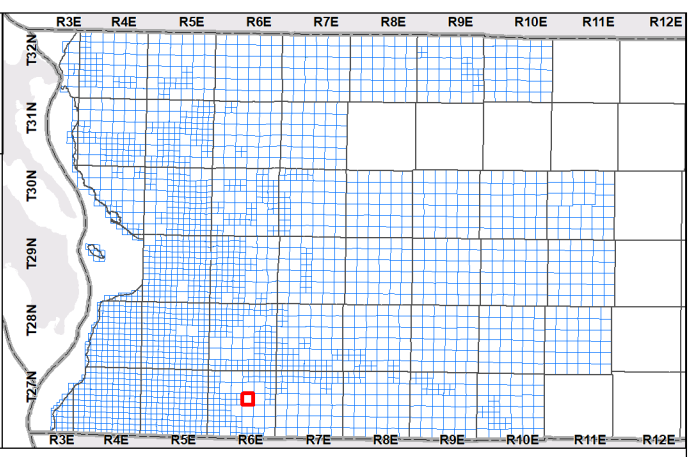 R3E R4E R5E R6E R7E R8E R9E R10E R11E R12E
T32N
T31N
T30N
T29N
T28N
T27N
R3E R4E R5E R6E R7E R8E R9E R10E R11E R12E